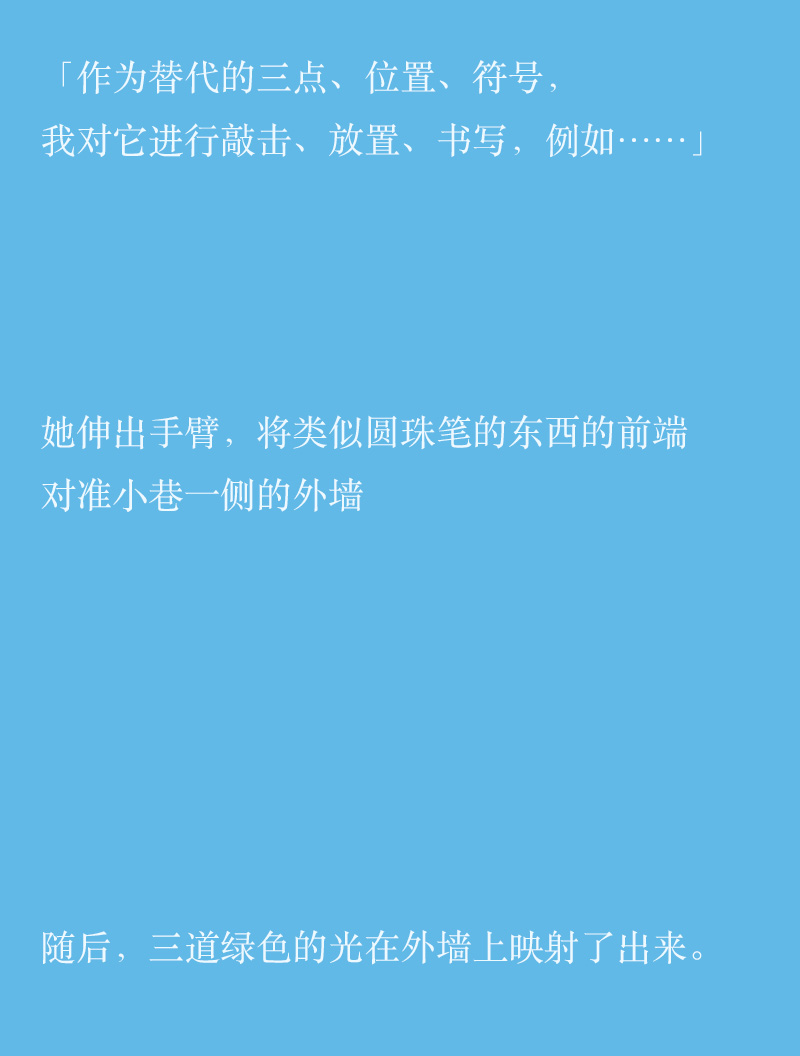 「作为替代的三点、位置、符号，
我对它进行敲击、放置、书写，例如……」
她伸出手臂，将类似圆珠笔的东西的前端
对准小巷一侧的外墙
随后，三道绿色的光在外墙上映射了出来。